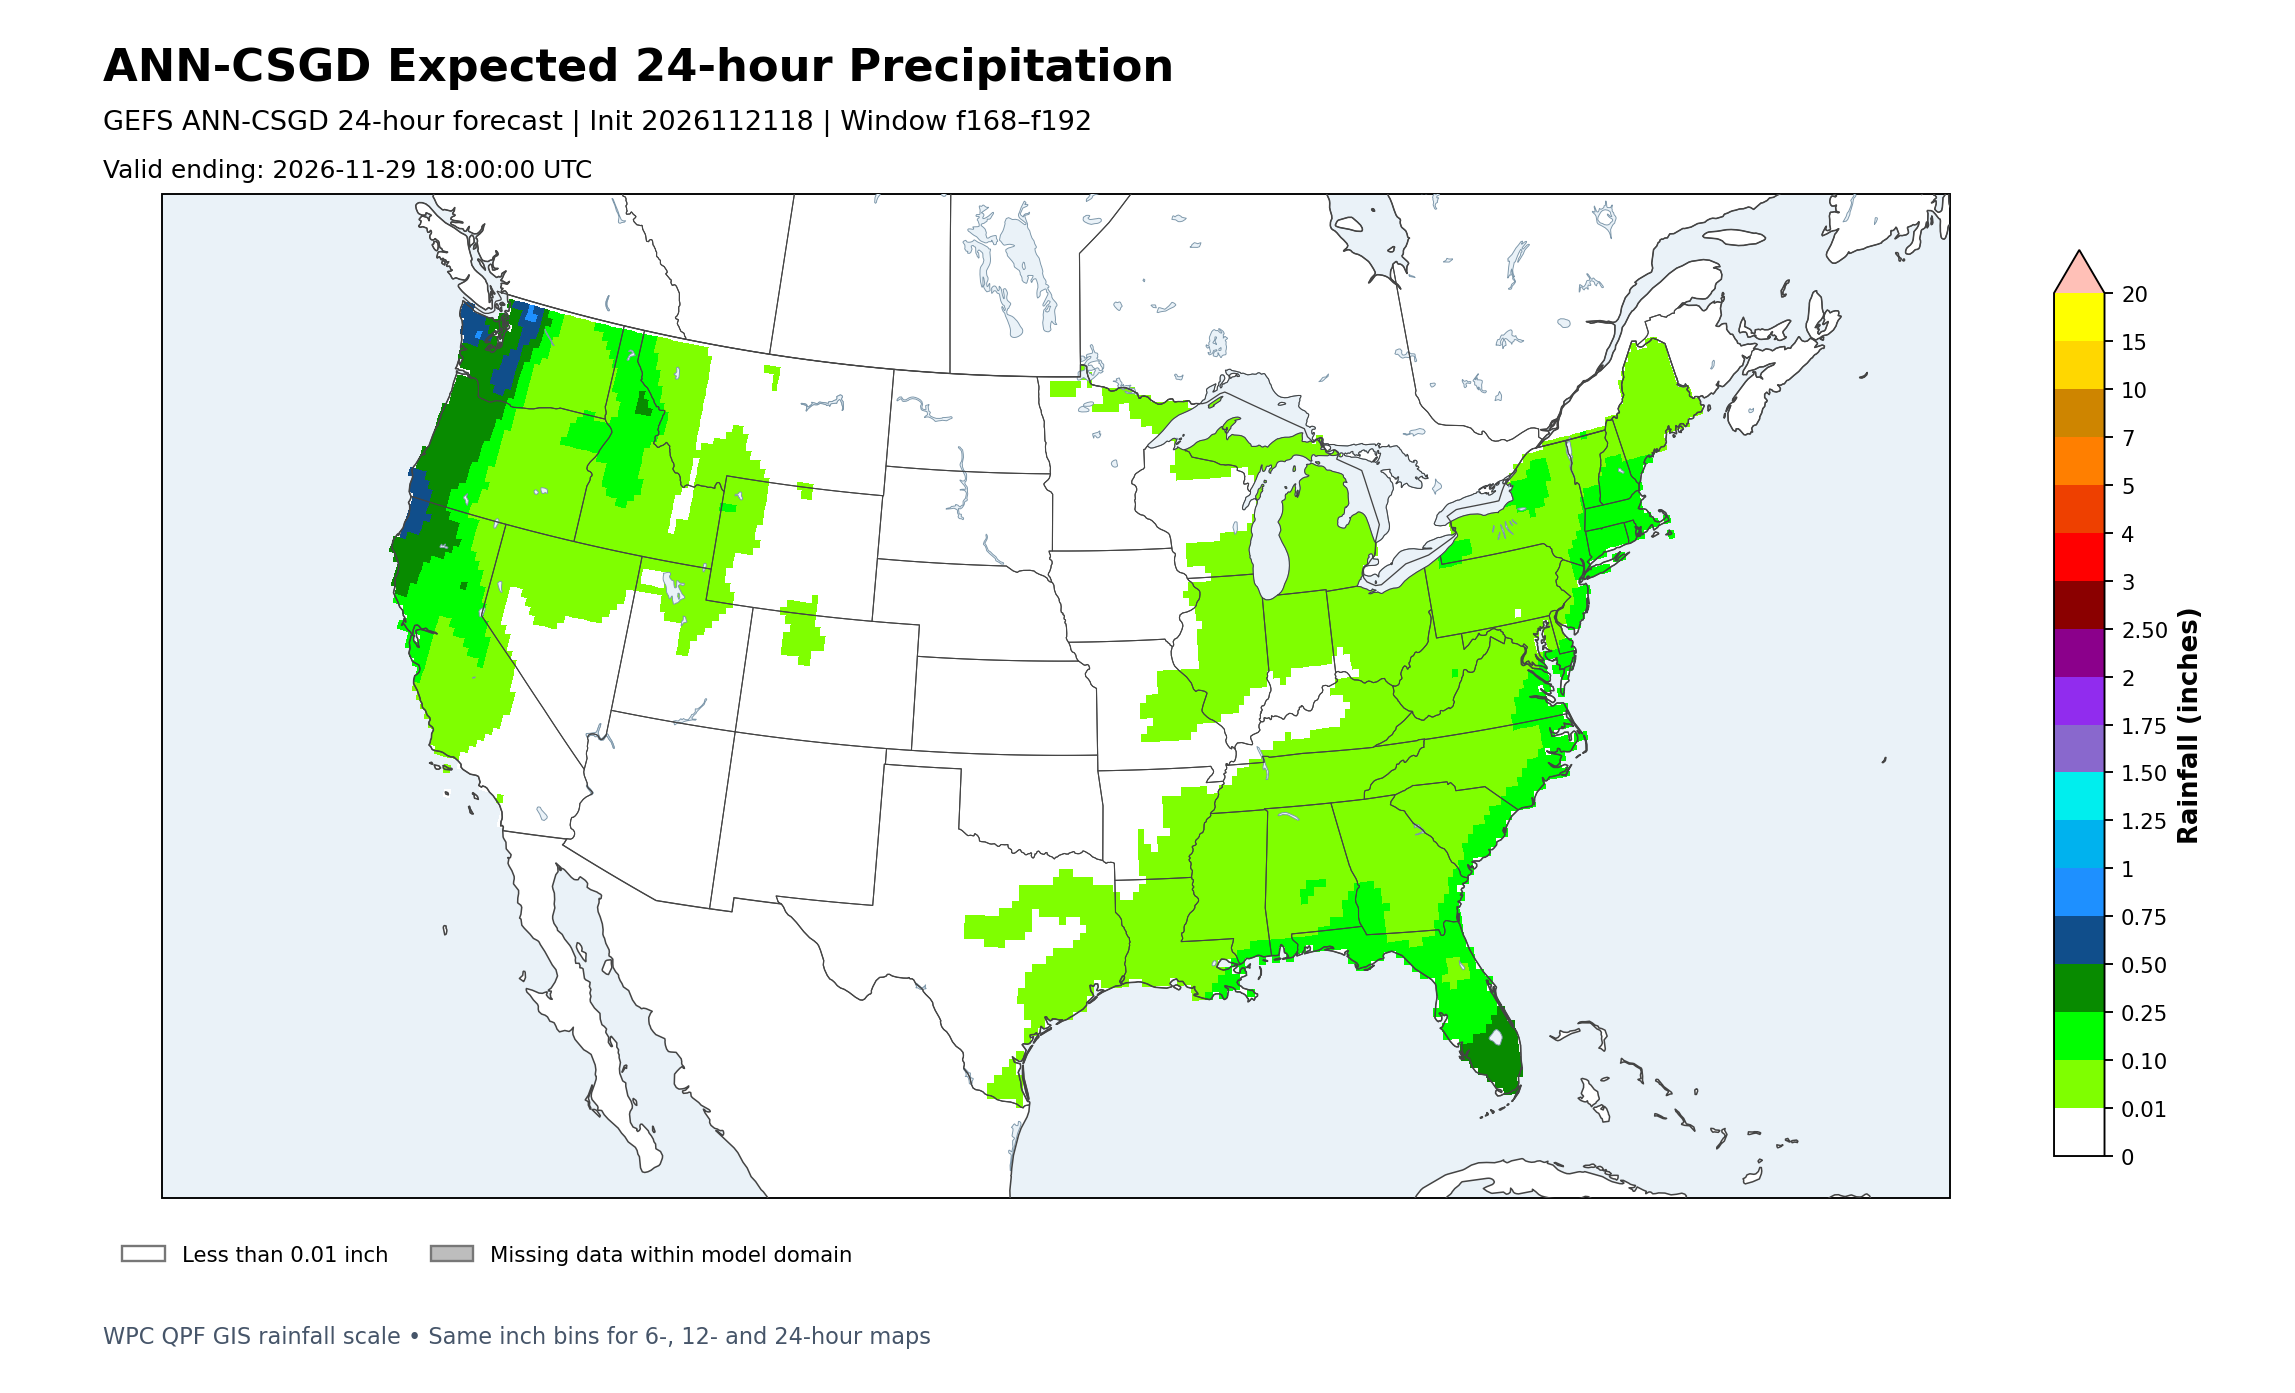 ANN-CSGD Expected 24-hour Precipitation
GEFS ANN-CSGD 24-hour forecast | Init 2026112118 | Window f168–f192
Valid ending: 2026-11-29 18:00:00 UTC
20
15
10
7
5
4
3
2.50
2
1.75
1.50
1.25
1
0.75
0.50
0.25
0.10
0.01
0
Rainfall (inches)
Less than 0.01 inch
Missing data within model domain
WPC QPF GIS rainfall scale • Same inch bins for 6-, 12- and 24-hour maps